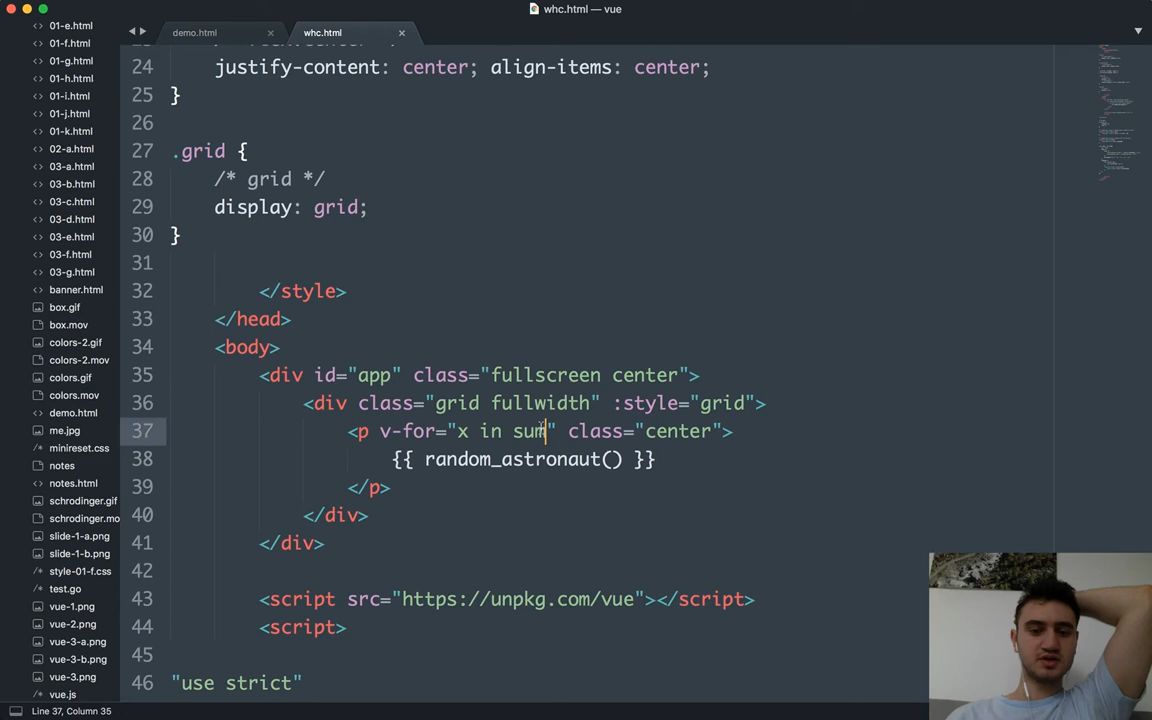 whc.html — vue
demo.html
whc.html
01-e.html
01-f.html
01-g.html
01-h.html
01-i.html
01-j.html
01-k.html
02-a.html
03-a.html
03-b.html
03-c.html
03-d.html
03-e.html
03-f.html
03-g.html
banner.html
box.gif
box.mov
colors-2.gif
colors-2.mov
colors.gif
colors.mov
demo.html
me.jpg
minireset.css
notes
notes.html
schrodinger.gif
schrodinger.mo
slide-1-a.png
slide-1-b.png
style-01-f.css
test.go
vue-1.png
vue-2.png
vue-3-a.png
vue-3-b.png
vue-3.png
vue.js
24 justify-content: center; align-items: center;
25 }
26
27 .grid {
28 /* grid */
29 display: grid;
30 }
31
32 </style>
33 </head>
34 <body>
35 <div id="app" class="fullscreen center">
36 <div class="grid fullwidth" :style="grid">
37 <p v-for="x in sum" class="center">
38 {{ random_astronaut() }}
39 </p>
40 </div>
41 </div>
42
43 <script src="https://unpkg.com/vue"></script>
44 <script>
45
46 "use strict"
Line 37, Column 35